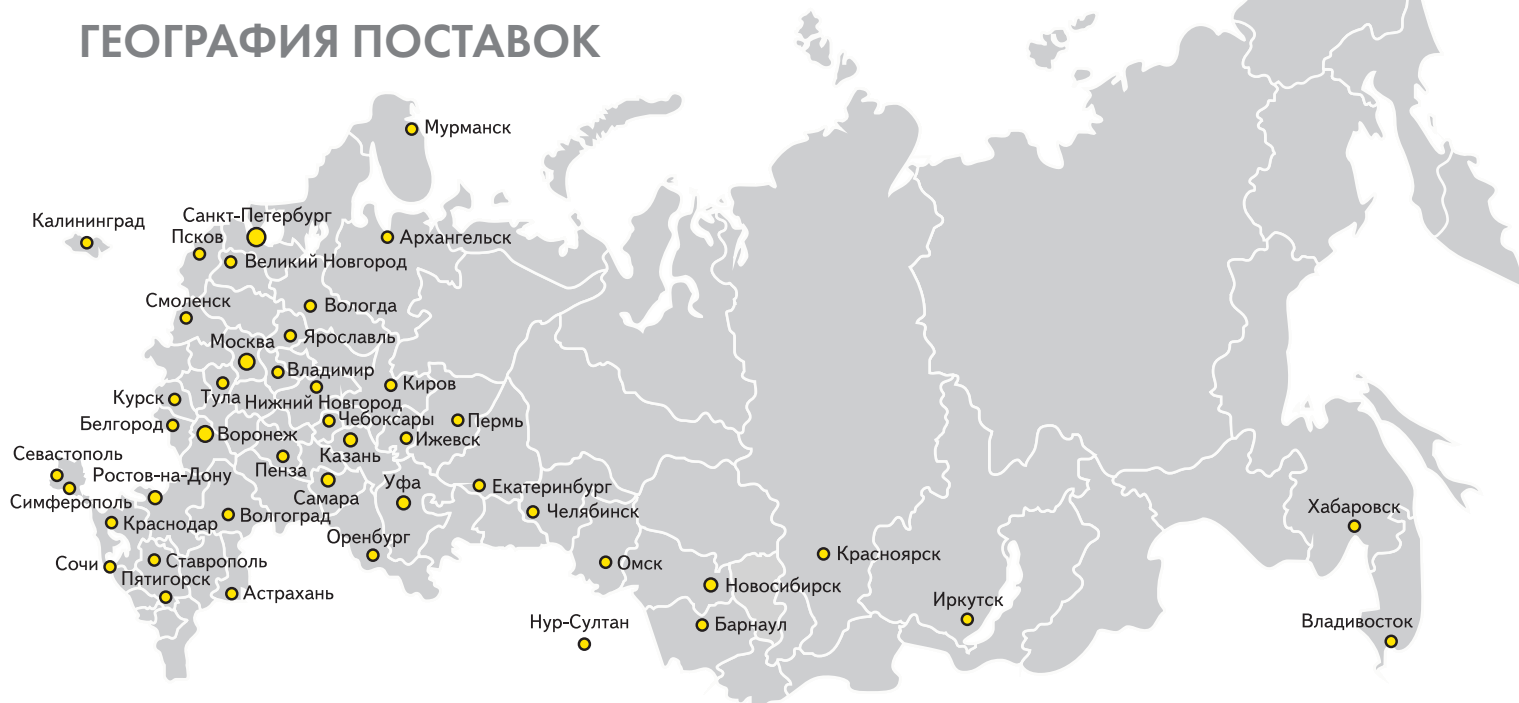 ГЕОГРАФИЯ ПОСТАВОК
Мурманск
Санкт-Петербург
Калининград
Псков
Архангельск
Великий Новгород
Смоленск
Вологда
Ярославль
Москва
Владимир
Киров
Курск
Тула
Нижний Новгород
Чебоксары
Пермь
Белгород
Воронеж
Ижевск
Казань
Севастополь
Ростов-на-Дону
Пенза
Уфа
Екатеринбург
Самара
Симферополь
Челябинск
Хабаровск
Волгоград
Краснодар
Оренбург
Красноярск
Сочи
Ставрополь
Омск
Пятигорск
Новосибирск
Астрахань
Иркутск
Нур-Султан
Барнаул
Владивосток